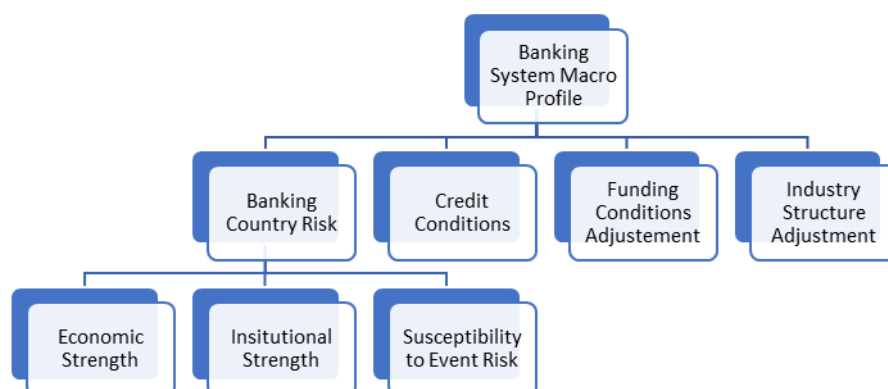 Banking
System Macro
Profile
Banking
Country Risk
Credit
Conditions
Funding
Conditions
Adjustement
Industry
Structure
Adjustment
Economic
Strength
Insitutional
Strength
Susceptibility
to Event Risk